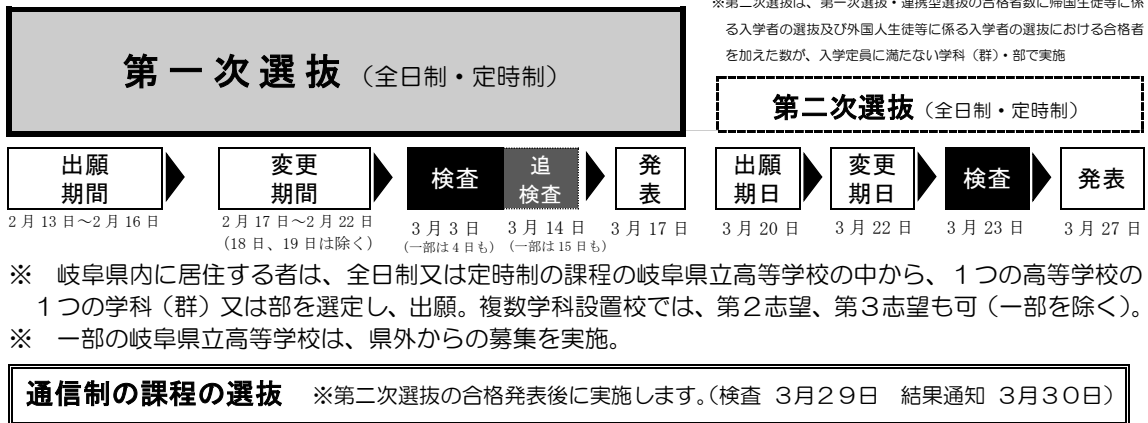 ※第二次選抜は、第一次選抜・連携型選抜の合格者数に帰国生徒等に係
る入学者の選抜及び外国人生徒等に係る入学者の選抜における合格者
を加えた数が、入学定員に満たない学科（群）・部で実施
第一次選抜（全日制・定時制）
第二次選抜（全日制・定時制）
出願
期間
変更
期間
検査
追
検査
発
表
出願
期日
変更
期日
検査
発表
2月13日～2月16日
2月17日～2月22日
（18日、19日は除く）
3月3日
（一部は4日も）
3月14日
（一部は15日も）
3月17日
3月20日
3月22日
3月23日
3月27日
※　岐阜県内に居住する者は、全日制又は定時制の課程の岐阜県立高等学校の中から、１つの高等学校の
１つの学科（群）又は部を選定し、出願。複数学科設置校では、第２志望、第３志望も可（一部を除く）。
※　一部の岐阜県立高等学校は、県外からの募集を実施。
通信制の課程の選抜　※第二次選抜の合格発表後に実施します。（検査 ３月２９日　結果通知 ３月３０日）